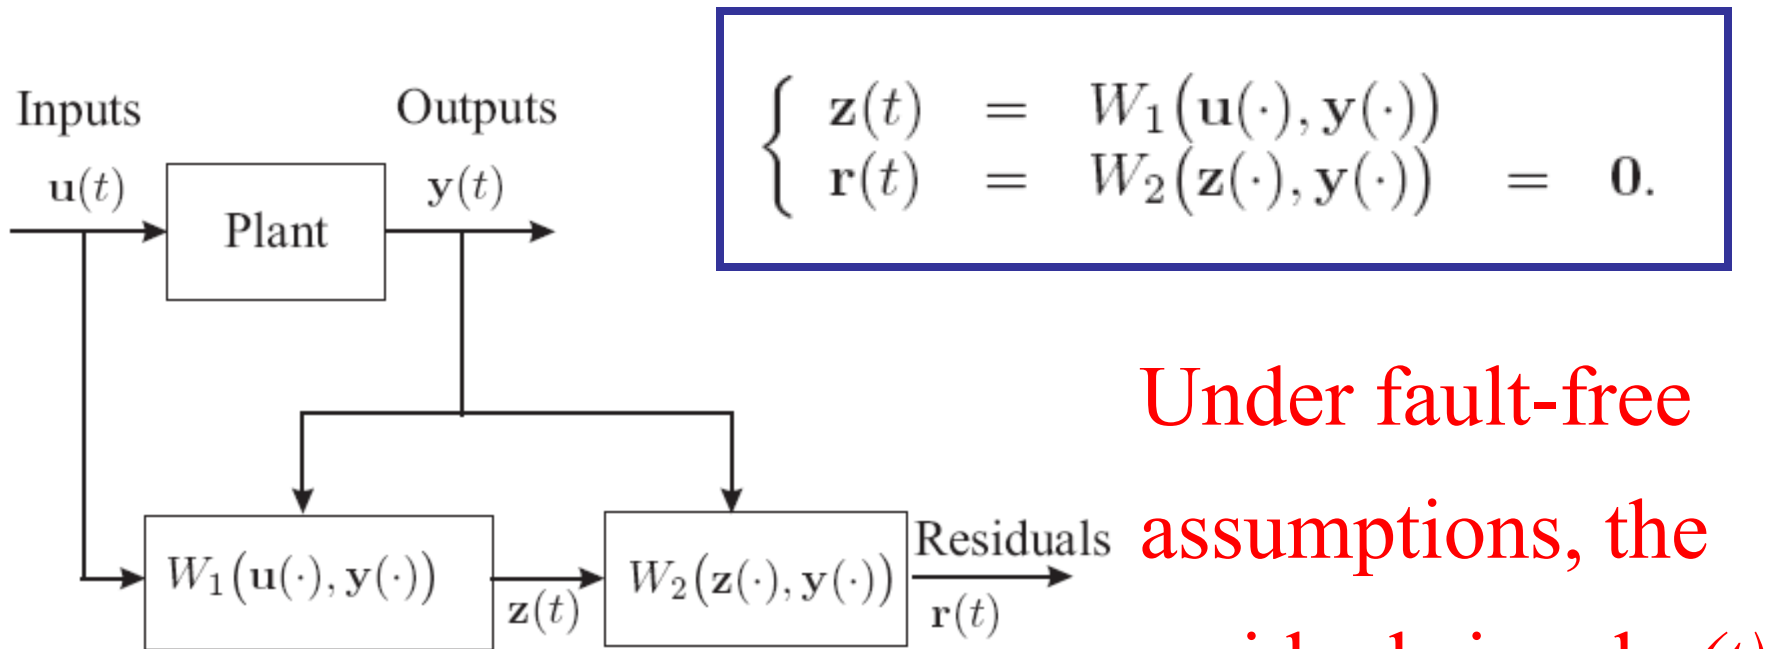 Inputs
Outputs
u(t)
y(t)
Plant
{ z(t) = W₁(u(·), y(·))
r(t) = W₂(z(·), y(·)) = 0.
W₁(u(·), y(·))
z(t)
W₂(z(·), y(·))
Residuals
r(t)
Under fault-free
assumptions, the